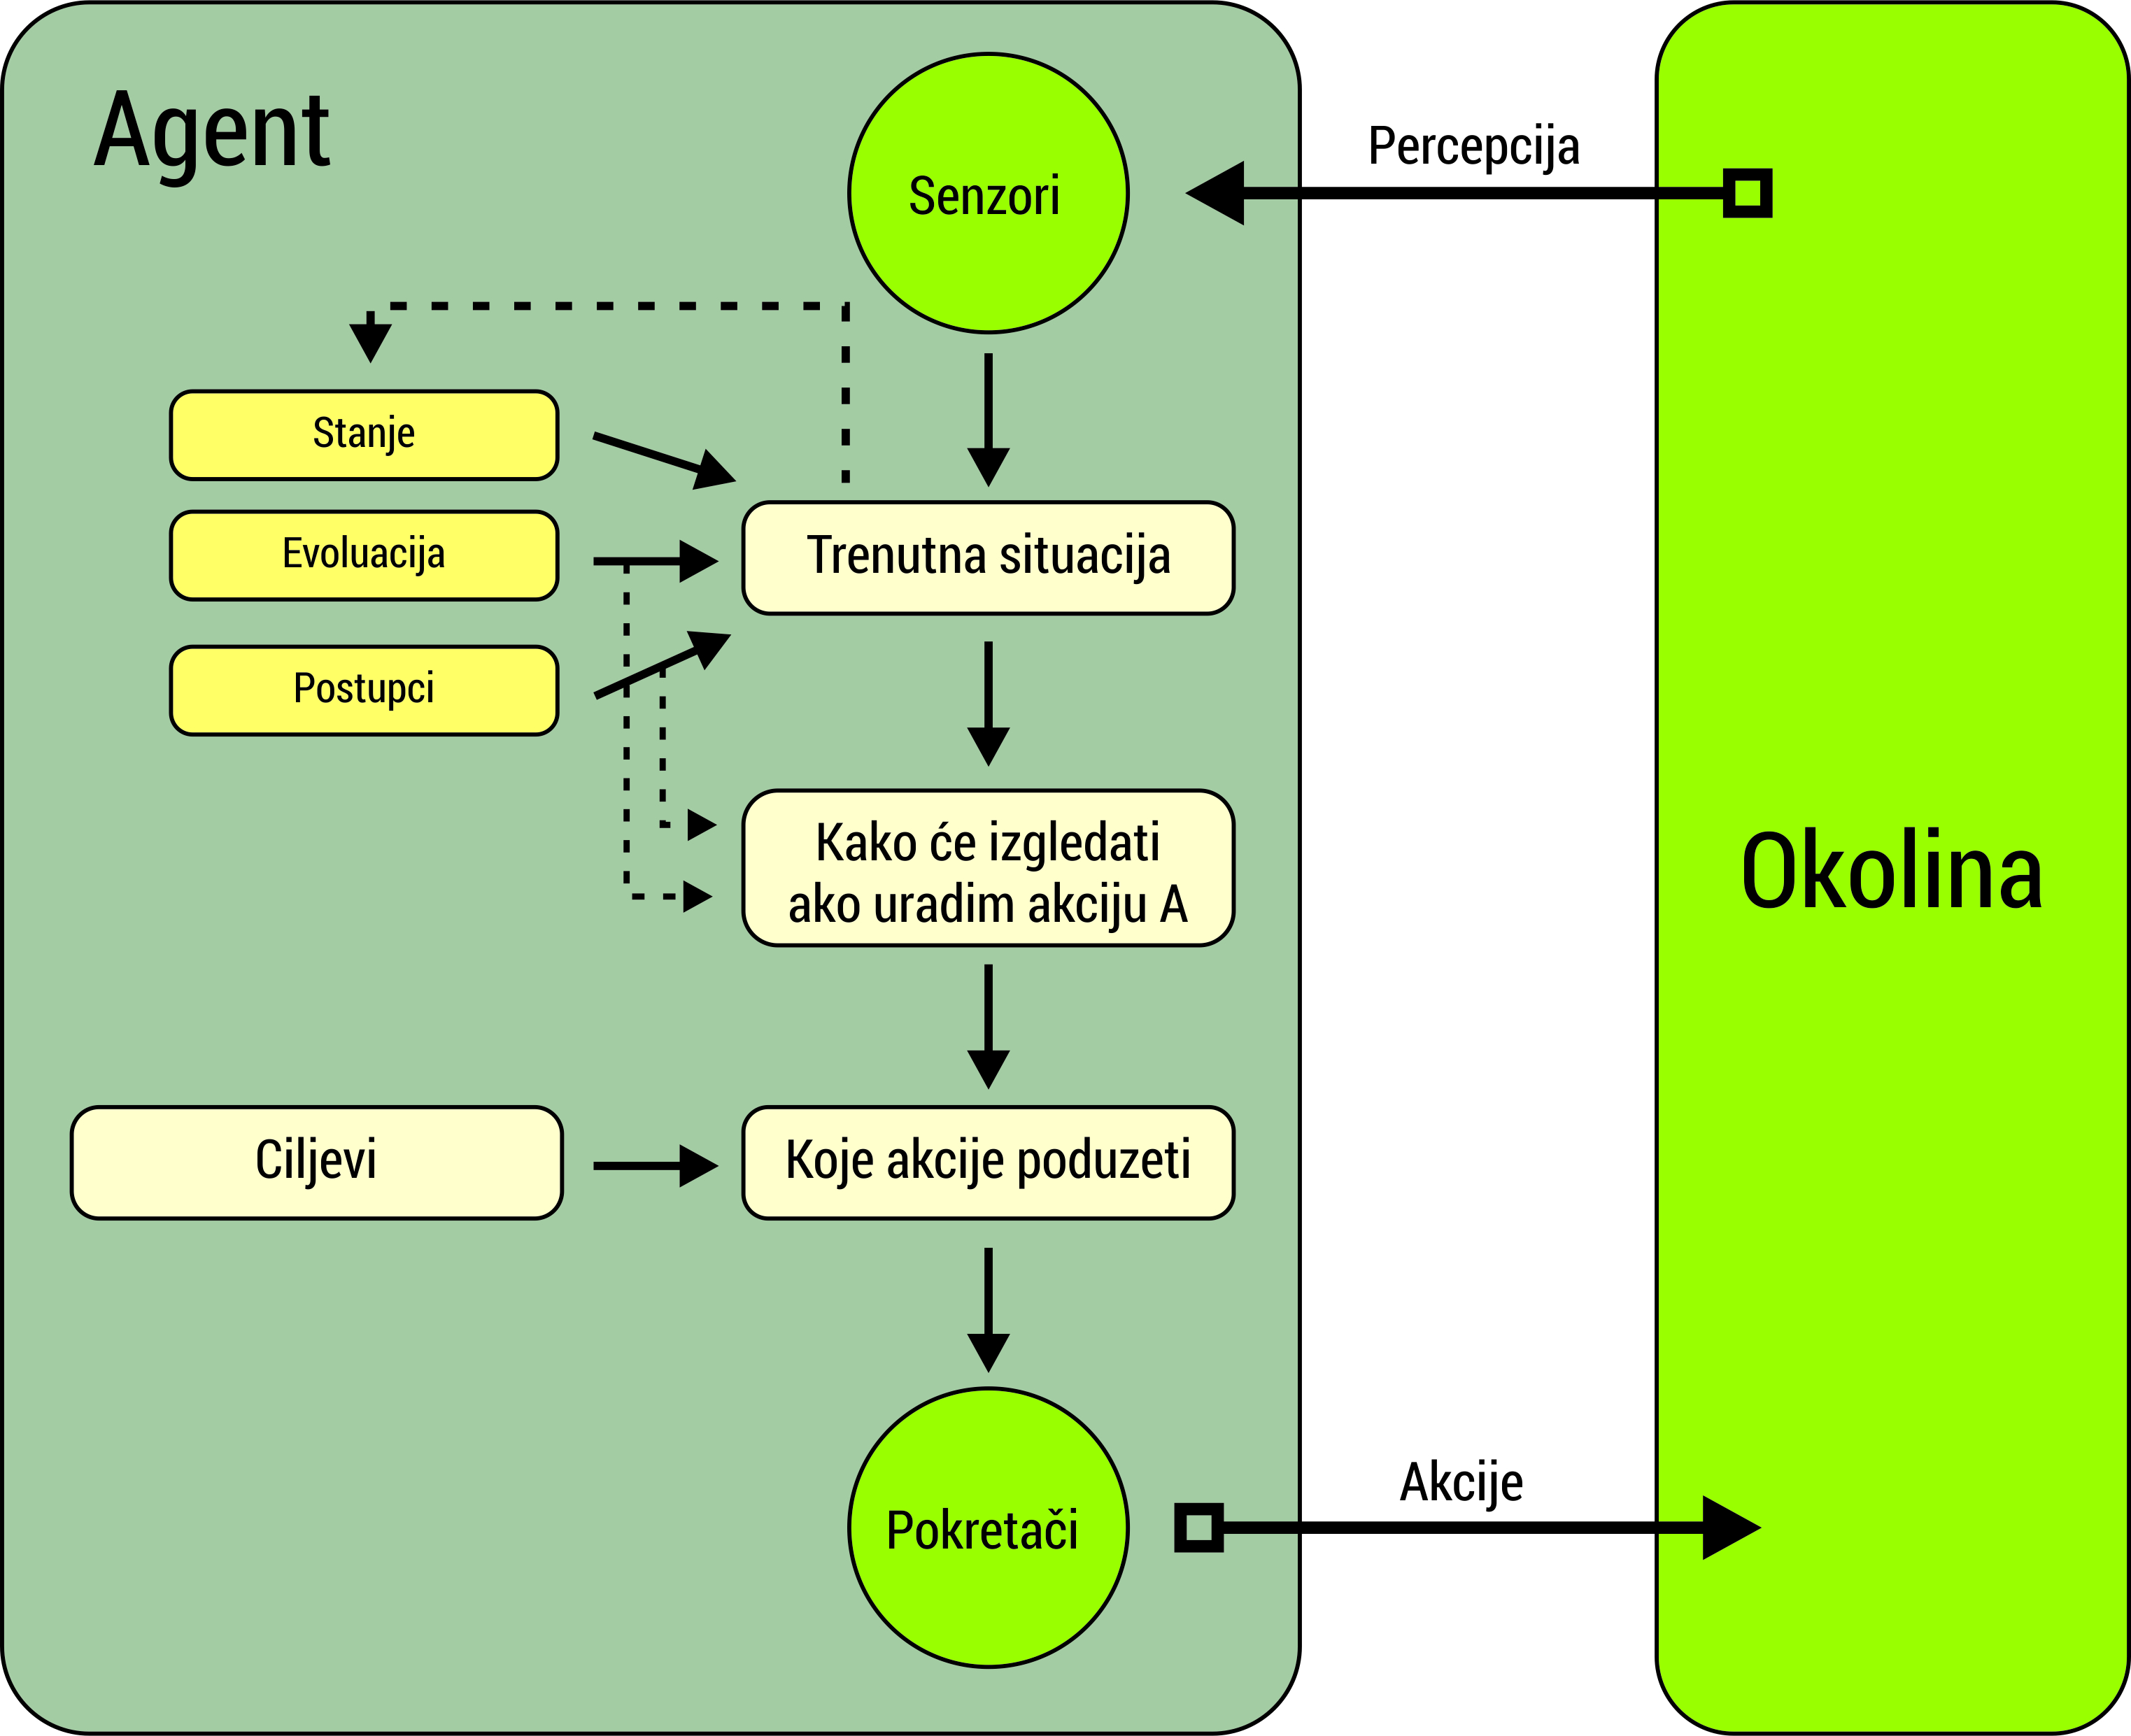 Agent
Senzori
Percepcija
Stanje
Evoluacija
Postupci
Trenutna situacija
Kako će izgledati
ako uradim akciju A
Okolina
Ciljevi
Koje akcije poduzeti
Pokretači
Akcije